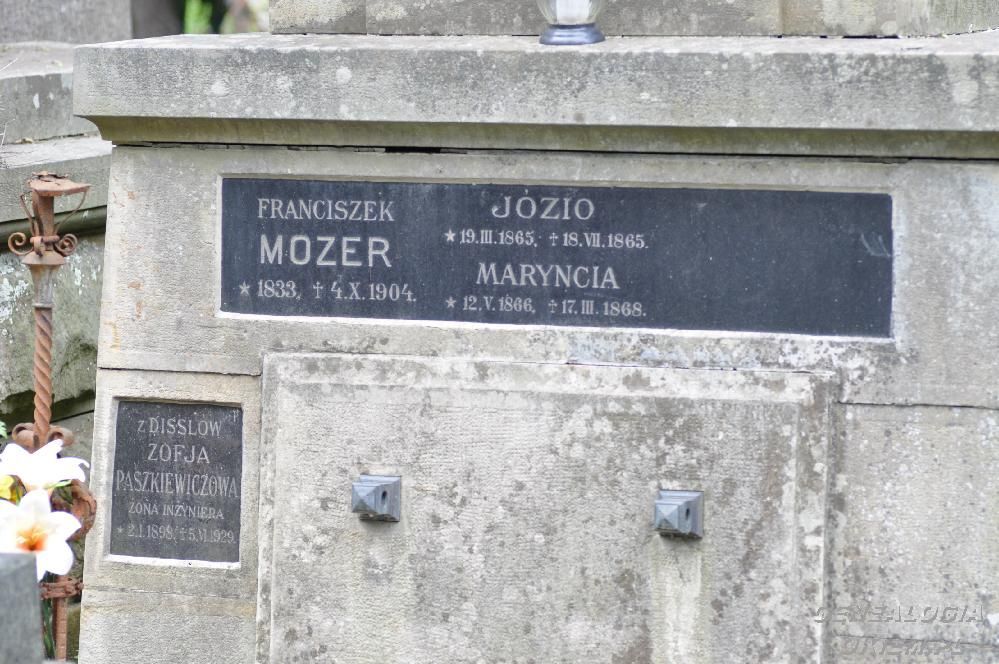 FRANCISZEK
MOZER
* 1833, † 4.X.1904.
JÓZIO
* 19.III.1865, † 18.VII.1865.
MARYNCIA
* 12.V.1866, † 17.III.1868.
z DISSLÓW
ZOFJA
PASZKIEWICZOWA
ŻONA INŻYNIERA
* 2.I.1898, † 5.VI.1929.
GENEALOGIA